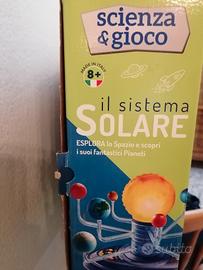 scienza
& gioco
MADE IN ITALY
8+
il sistema
SOLARE
ESPLORA lo Spazio e scopri
i suoi fantastici Pianeti
subito